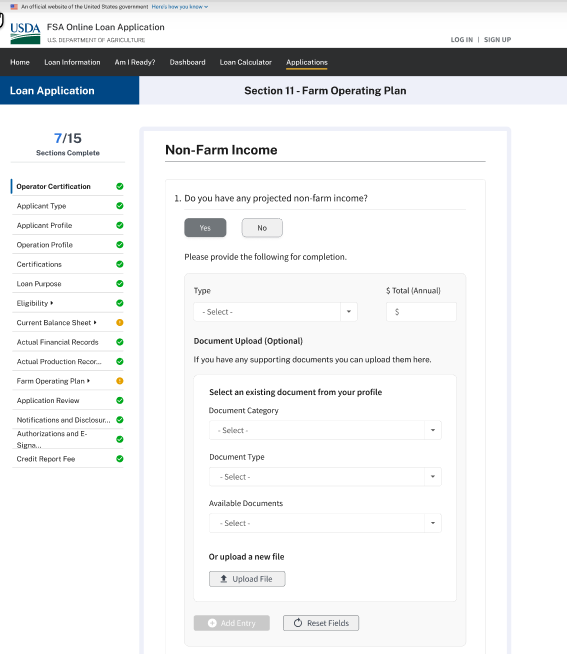 An official website of the United States government Here's how you know
USDA FSA Online Loan Application
U.S. DEPARTMENT OF AGRICULTURE
LOG IN | SIGN UP
Home Loan Information Am I Ready? Dashboard Loan Calculator Applications
Loan Application
Section 11 - Farm Operating Plan
7/15
Sections Complete
Operator Certification
Applicant Type
Applicant Profile
Operation Profile
Certifications
Loan Purpose
Eligibility
Current Balance Sheet
Actual Financial Records
Actual Production Recor...
Farm Operating Plan
Application Review
Notifications and Disclosur...
Authorizations and E-
Signa...
Credit Report Fee
Non-Farm Income
1. Do you have any projected non-farm income?
Yes No
Please provide the following for completion.
Type $ Total (Annual)
- Select - $
Document Upload (Optional)
If you have any supporting documents you can upload them here.
Select an existing document from your profile
Document Category
- Select -
Document Type
- Select -
Available Documents
- Select -
Or upload a new file
Upload File
Add Entry Reset Fields